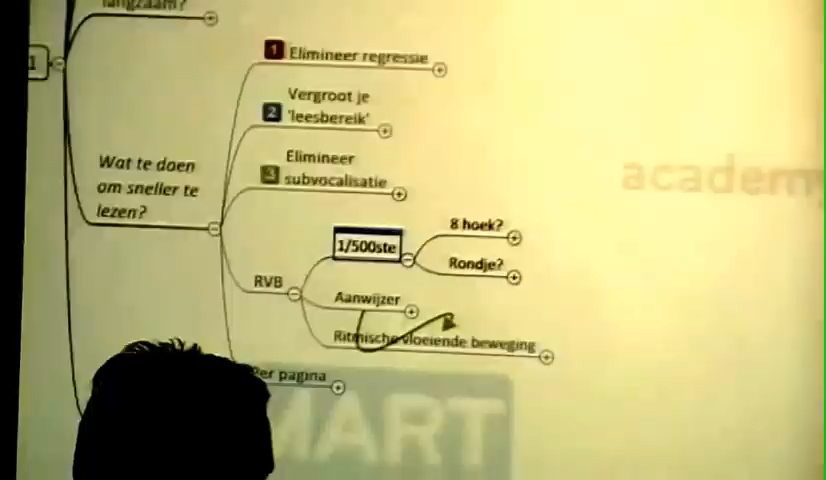 langzaam?
1
1 Elimineer regressie
Vergroot je
2 'leesbereik'
Elimineer
3 subvocalisatie
Wat te doen
om sneller te
lezen?
8 hoek?
1/500ste
Rondje?
RVB
Aanwijzer
Ritmische vloeiende beweging
Per pagina
academy
MART